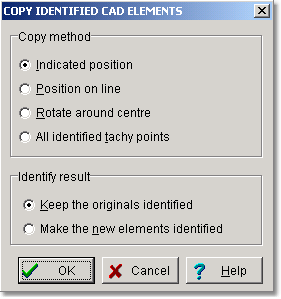 COPY IDENTIFIED CAD ELEMENTS
Copy method
Indicated position
Position on line
Rotate around centre
All identified tachy points
Identify result
Keep the originals identified
Make the new elements identified
OK Cancel Help